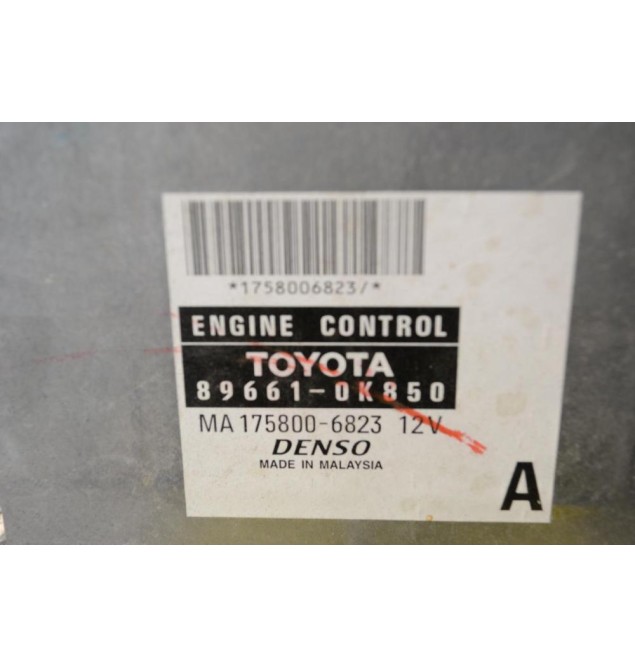 *1758006823/*
ENGINE CONTROL
TOYOTA
89661-0K850
MA 175800-6823 12V
DENSO
MADE IN MALAYSIA
A